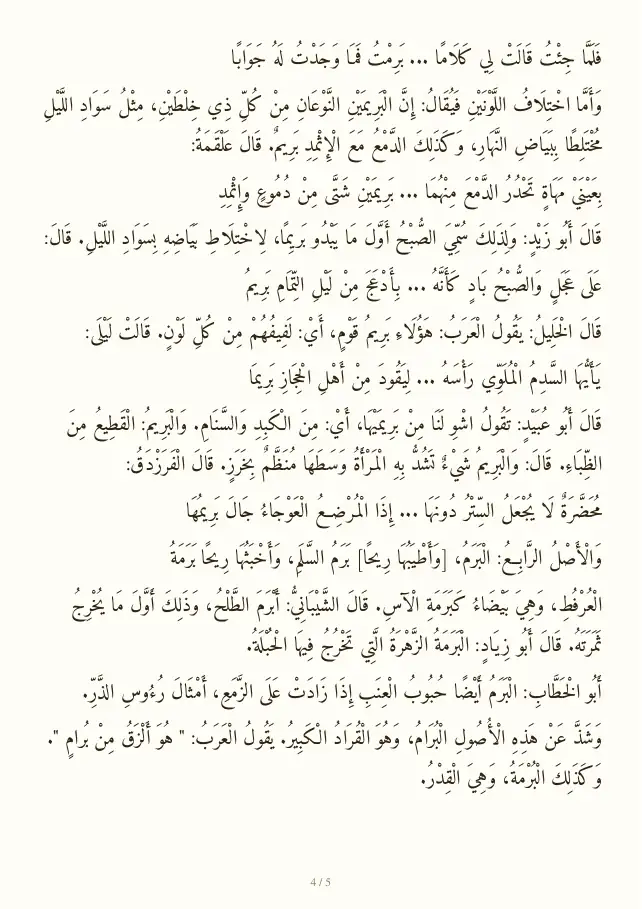 فَلَمَّا جِئْتُ قَالَتْ لِي كَلَامًا ... بَرِمْتُ فَمَا وَجَدْتُ لَهُ جَوَابًا
وَأَمَّا اخْتِلَافُ اللَّوْنَيْنِ فَيُقَالُ: إِنَّ الْبَرِيمَيْنِ النَّوْعَانِ مِنْ كُلِّ ذِي خِلْطَيْنِ، مِثْلُ سَوَادِ اللَّيْلِ
مُخْتَلِطًا بِبَيَاضِ النَّهَارِ، وَكَذَلِكَ الدَّمْعُ مَعَ الْإِثْمِدِ بَرِيمٌ. قَالَ عَلْقَمَةُ:
بِعَيْنَيْ مَهَاةٍ تَحْدُرُ الدَّمْعَ مِنْهُمَا ... بَرِيمَيْنِ شَتَّى مِنْ دُمُوعٍ وَإِثْمِدِ
قَالَ أَبُو زَيْدٍ: وَلِذَلِكَ سُمِّيَ الصُّبْحُ أَوَّلَ مَا يَبْدُو بَرِيمًا، لِاخْتِلَاطِ بَيَاضِهِ بِسَوَادِ اللَّيْلِ. قَالَ:
عَلَى عَجَلٍ وَالصُّبْحُ بَادٍ كَأَنَّهُ ... بِأَدْعَجَ مِنْ لَيْلِ التِّمَامِ بَرِيمُ
قَالَ الْخَلِيلُ: يَقُولُ الْعَرَبُ: هَؤُلَاءِ بَرِيمُ قَوْمٍ، أَيْ: لَفِيفُهُمْ مِنْ كُلِّ لَوْنٍ. قَالَتْ لَيْلَى:
يَأَيُّهَا السَّدِمُ الْمُلَوِّي رَأْسَهُ ... لِيَقُودَ مِنْ أَهْلِ الْحِجَازِ بَرِيمَا
قَالَ أَبُو عُبَيْدٍ: تَقُولُ اشْوِ لَنَا مِنْ بَرِيمَيْهَا، أَيْ: مِنَ الْكَبِدِ وَالسَّنَامِ. وَالْبَرِيمُ: الْقَطِيعُ مِنَ
الظِّبَاءِ. قَالَ: وَالْبَرِيمُ شَيْءٌ تَشُدُّ بِهِ الْمَرْأَةُ وَسَطَهَا مُنَظَّمٌ بِخَرَزٍ. قَالَ الْفَرَزْدَقُ:
مُحَضَّرَةٌ لَا يُجْعَلُ السِّتْرُ دُونَهَا ... إِذَا الْمُرْضِعُ الْعَوْجَاءُ جَالَ بَرِيمُهَا
وَالْأَصْلُ الرَّابِعُ: الْبَرَمُ، [وَأَطْيَبُهَا رِيحًا] بَرَمُ السَّلَمِ، وَأَخْبَثُهَا رِيحًا بَرَمَةُ
الْعُرْفُطِ، وَهِيَ بَيْضَاءُ كَبَرَمَةِ الْآسِ. قَالَ الشَّيْبَانِيُّ: أَبْرَمَ الطَّلْحُ، وَذَلِكَ أَوَّلَ مَا يُخْرِجُ
ثَمَرَتَهُ. قَالَ أَبُو زِيَادٍ: الْبَرَمَةُ الزَّهْرَةُ الَّتِي تَخْرُجُ فِيهَا الْحُبْلَةُ.
أَبُو الْخَطَّابِ: الْبَرَمُ أَيْضًا حُبُوبُ الْعِنَبِ إِذَا زَادَتْ عَلَى الزَّمَعِ، أَمْثَالَ رُءُوسِ الذَّرِّ.
وَشَذَّ عَنْ هَذِهِ الْأُصُولِ الْبُرَامُ، وَهُوَ الْقُرَادُ الْكَبِيرُ. يَقُولُ الْعَرَبُ: " هُوَ أَلْزَقُ مِنْ بُرَامٍ ".
وَكَذَلِكَ الْبُرْمَةُ، وَهِيَ الْقِدْرُ.
4 / 5